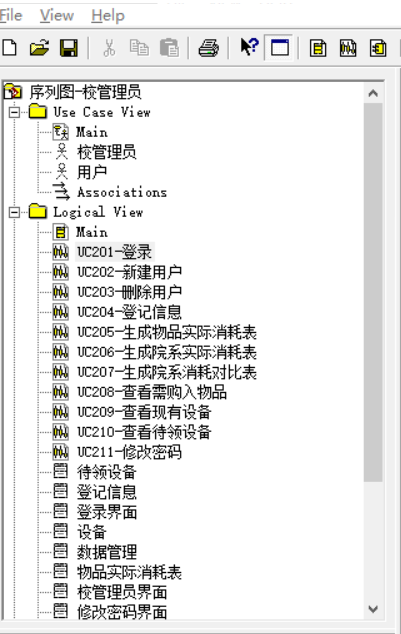 File View Help
序列图-校管理员
Use Case View
Main
校管理员
用户
Associations
Logical View
Main
UC201-登录
UC202-新建用户
UC203-删除用户
UC204-登记信息
UC205-生成物品实际消耗表
UC206-生成院系实际消耗表
UC207-生成院系消耗对比表
UC208-查看需购入物品
UC209-查看现有设备
UC210-查看待领设备
UC211-修改密码
待领设备
登记信息
登录界面
设备
数据管理
物品实际消耗表
校管理员界面
修改密码界面